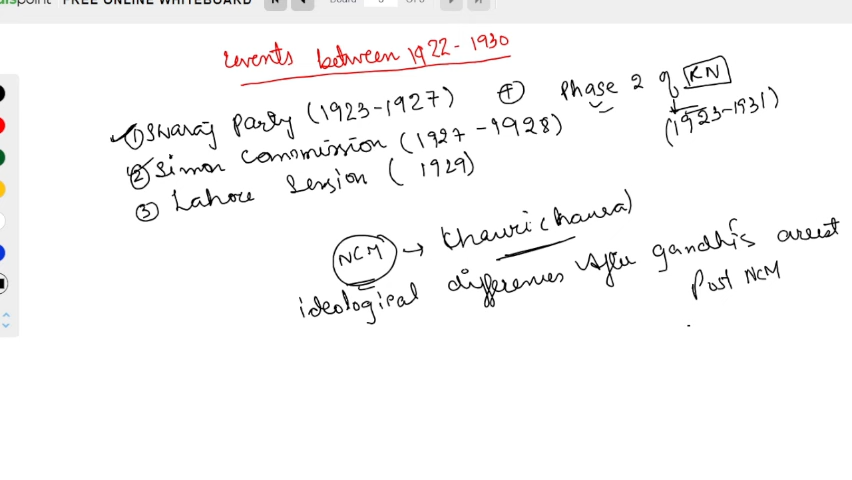 FREE ONLINE WHITEBOARD
events between 1922-1930
① Swaraj Party (1923-1927) + Phase 2 of RN
(1923-1931)
② Simon Commission (1927-1928)
③ Lahore Session (1929)
NCM → Chauri Chaura)
ideological differences After gandhi's arrest
Post NCM